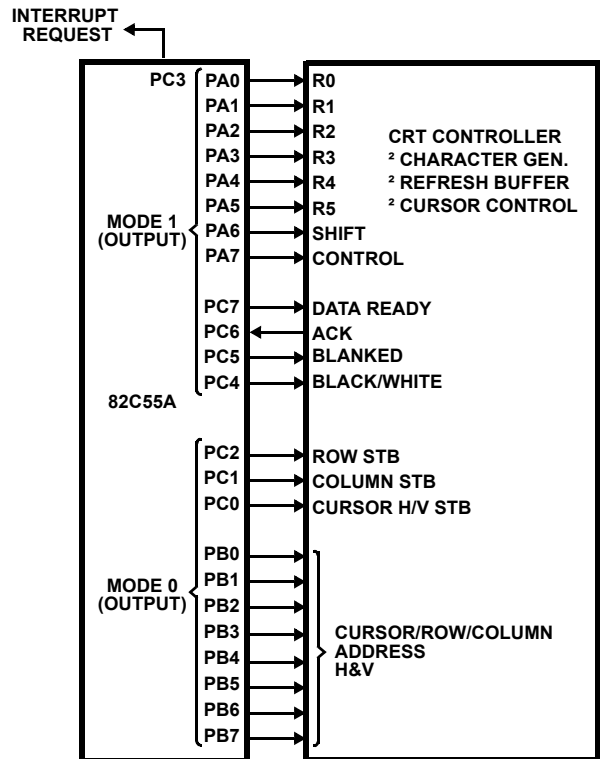 INTERRUPT
REQUEST
PC3 PA0 R0
PA1 R1
PA2 R2
PA3 R3
PA4 R4
PA5 R5
PA6 SHIFT
PA7 CONTROL
CRT CONTROLLER
² CHARACTER GEN.
² REFRESH BUFFER
² CURSOR CONTROL
MODE 1
(OUTPUT)
PC7 DATA READY
PC6 ACK
PC5 BLANKED
PC4 BLACK/WHITE
82C55A
PC2 ROW STB
PC1 COLUMN STB
PC0 CURSOR H/V STB
MODE 0
(OUTPUT)
PB0
PB1
PB2
PB3
PB4
PB5
PB6
PB7
CURSOR/ROW/COLUMN
ADDRESS
H&V